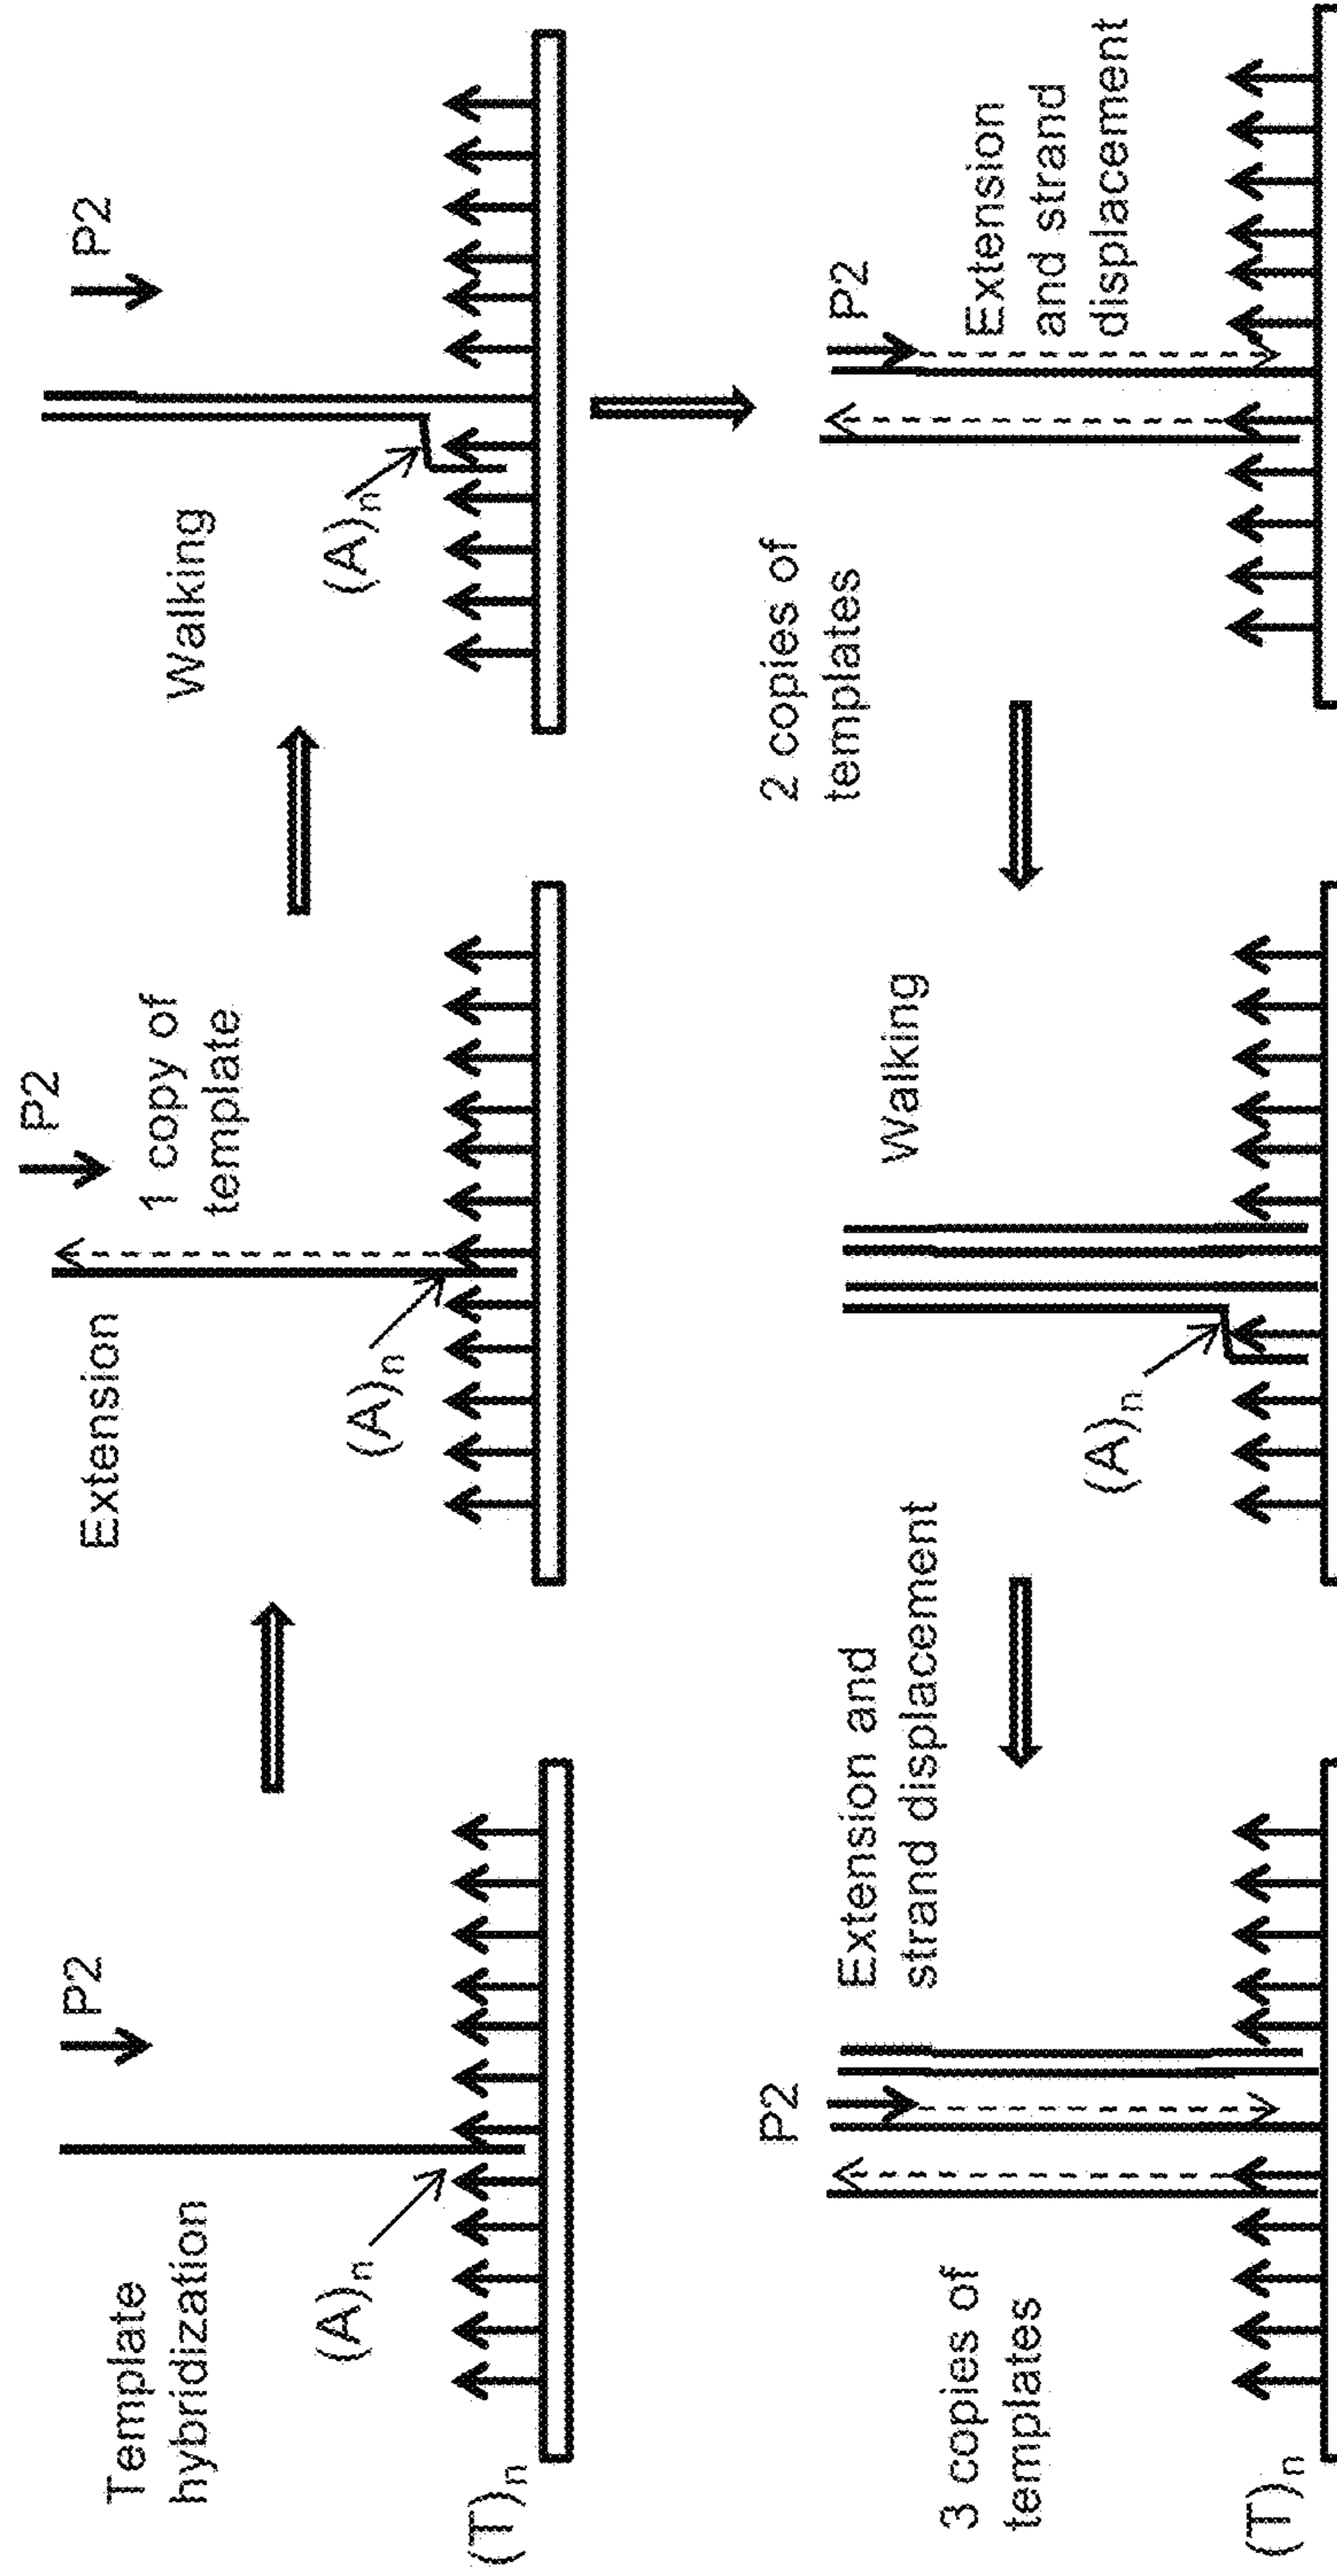 Template
hybridization
P2
(A)n
(T)n
Extension
P2
1 copy of
template
(A)n
Walking
P2
(A)n
2 copies of
templates
P2
Extension
and strand
displacement
Walking
(A)n
Extension and
strand displacement
P2
3 copies of
templates
(T)n